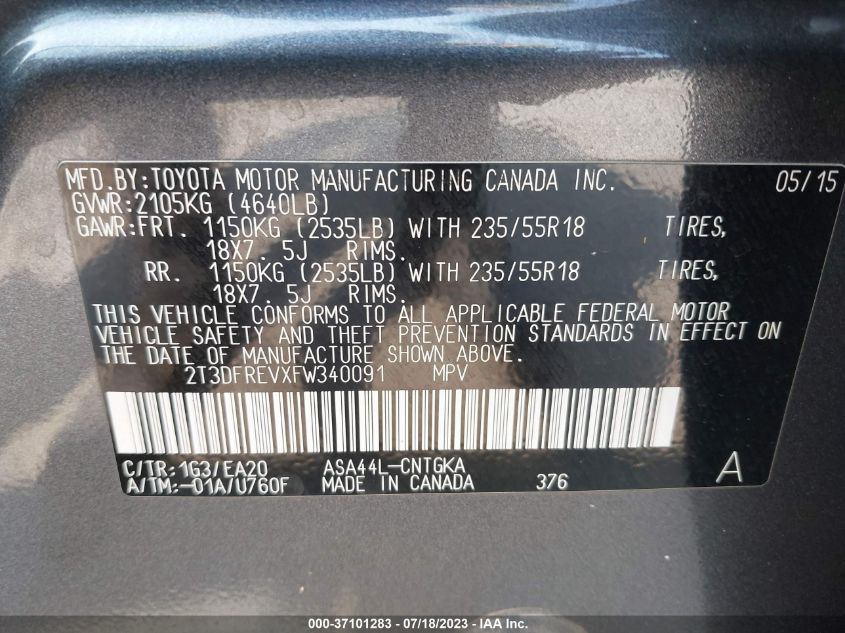 MFD.BY:TOYOTA MOTOR MANUFACTURING CANADA INC. 05/15
GVWR:2105KG (4640LB)
GAWR:FRT. 1150KG (2535LB) WITH 235/55R18 TIRES,
18X7. 5J RIMS.
RR. 1150KG (2535LB) WITH 235/55R18 TIRES,
18X7. 5J RIMS.
THIS VEHICLE CONFORMS TO ALL APPLICABLE FEDERAL MOTOR
VEHICLE SAFETY AND THEFT PREVENTION STANDARDS IN EFFECT ON
THE DATE OF MANUFACTURE SHOWN ABOVE.
2T3DFREVXFW340091 MPV
C/TR:1G3/EA20 ASA44L-CNTGKA A
A/TM:-01A/U760F MADE IN CANADA 376
000-37101283 - 07/18/2023 - IAA Inc.